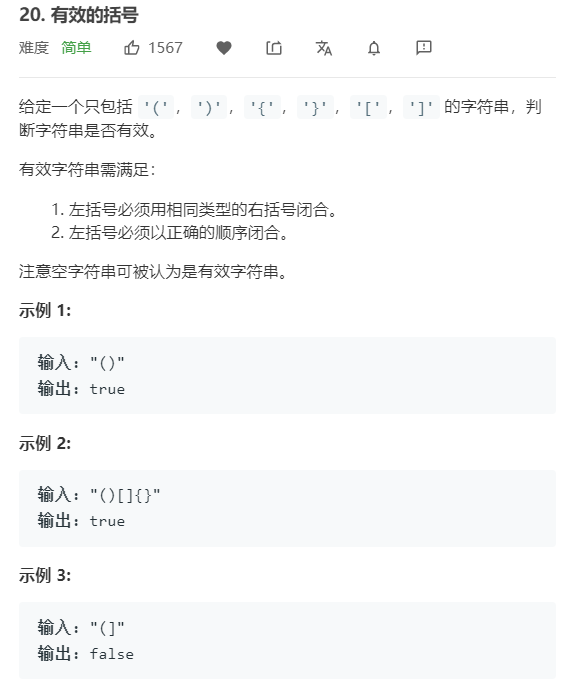 20. 有效的括号
难度 简单 1567
给定一个只包括 '(', ')', '{', '}', '[', ']' 的字符串，判
断字符串是否有效。
有效字符串需满足：
1. 左括号必须用相同类型的右括号闭合。
2. 左括号必须以正确的顺序闭合。
注意空字符串可被认为是有效字符串。
示例 1:
输入: "()"
输出: true
示例 2:
输入: "()[]{}"
输出: true
示例 3:
输入: "(]"
输出: false